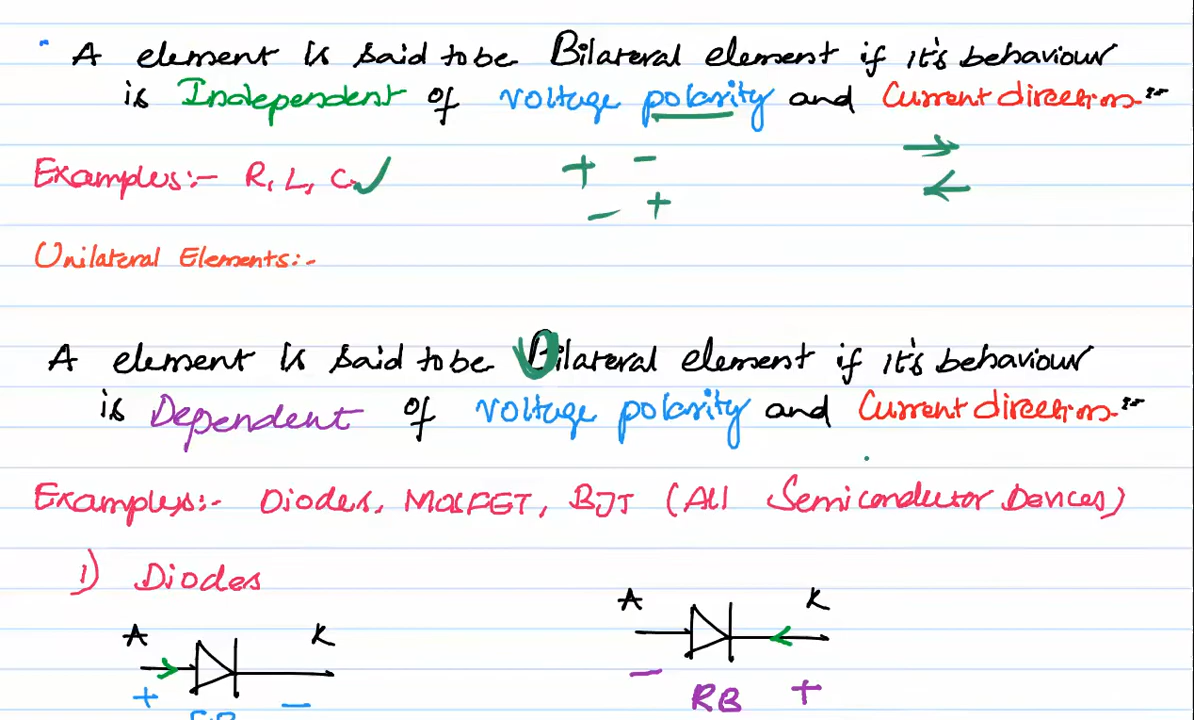 A element is said to be Bilateral element if it's behaviour
is Independent of voltage polarity and Current direction
+ -
Examples:- R, L, C
- +
Unilateral Elements:-
A element is said to be Bilateral element if it's behaviour
is Dependent of voltage polarity and Current direction
Examples:- Diodes, MOSFET, BJT (All Semiconductor Devices)
1) Diodes
A K A K
+ - - RB +